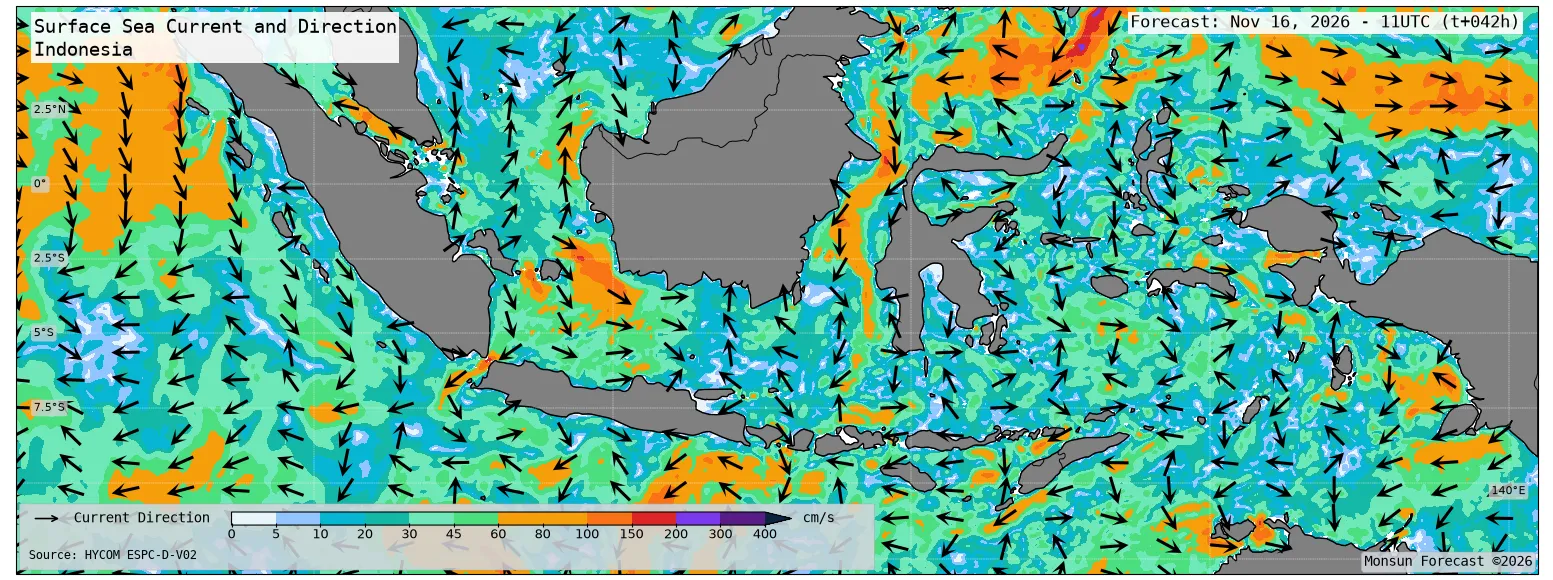 Surface Sea Current and Direction
Indonesia
Forecast: Nov 16, 2026 - 11UTC (t+042h)
2.5°N
0°
2.5°S
5°S
7.5°S
140°E
Current Direction
0 5 10 20 30 45 60 80 100 150 200 300 400
cm/s
Source: HYCOM ESPC-D-V02
Monsun Forecast ©2026